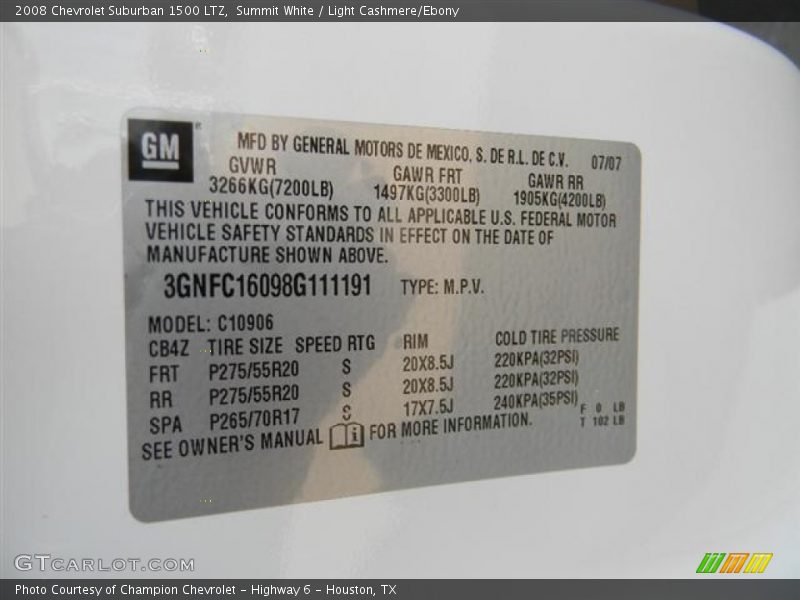 2008 Chevrolet Suburban 1500 LTZ,  Summit White / Light Cashmere/Ebony
GM
MFD BY GENERAL MOTORS DE MEXICO, S. DE R.L. DE C.V. 07/07
GVWR GAWR FRT GAWR RR
3266KG(7200LB) 1497KG(3300LB) 1905KG(4200LB)
THIS VEHICLE CONFORMS TO ALL APPLICABLE U.S. FEDERAL MOTOR
VEHICLE SAFETY STANDARDS IN EFFECT ON THE DATE OF
MANUFACTURE SHOWN ABOVE.
3GNFC16098G111191 TYPE: M.P.V.
MODEL: C10906
CB4Z TIRE SIZE SPEED RTG RIM COLD TIRE PRESSURE
FRT P275/55R20 S 20X8.5J 220KPA(32PSI)
RR P275/55R20 S 20X8.5J 220KPA(32PSI)
SPA P265/70R17 S 17X7.5J 240KPA(35PSI) F 0 LB
T 102 LB
SEE OWNER'S MANUAL FOR MORE INFORMATION.
GTCARLOT.COM
Photo Courtesy of Champion Chevrolet - Highway 6 - Houston, TX